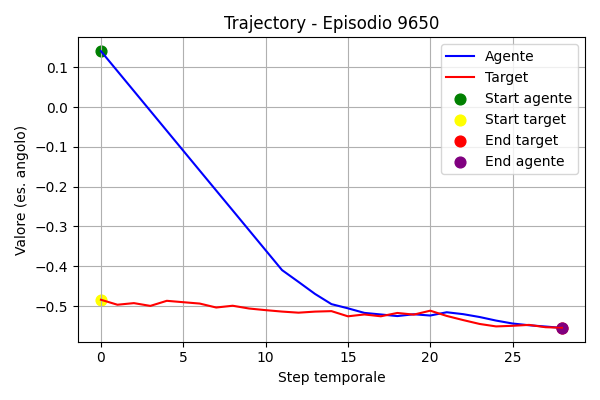 Trajectory - Episodio 9650
Agente
Target
Start agente
Start target
End target
End agente
Valore (es. angolo)
0.1
0.0
−0.1
−0.2
−0.3
−0.4
−0.5
0 5 10 15 20 25
Step temporale